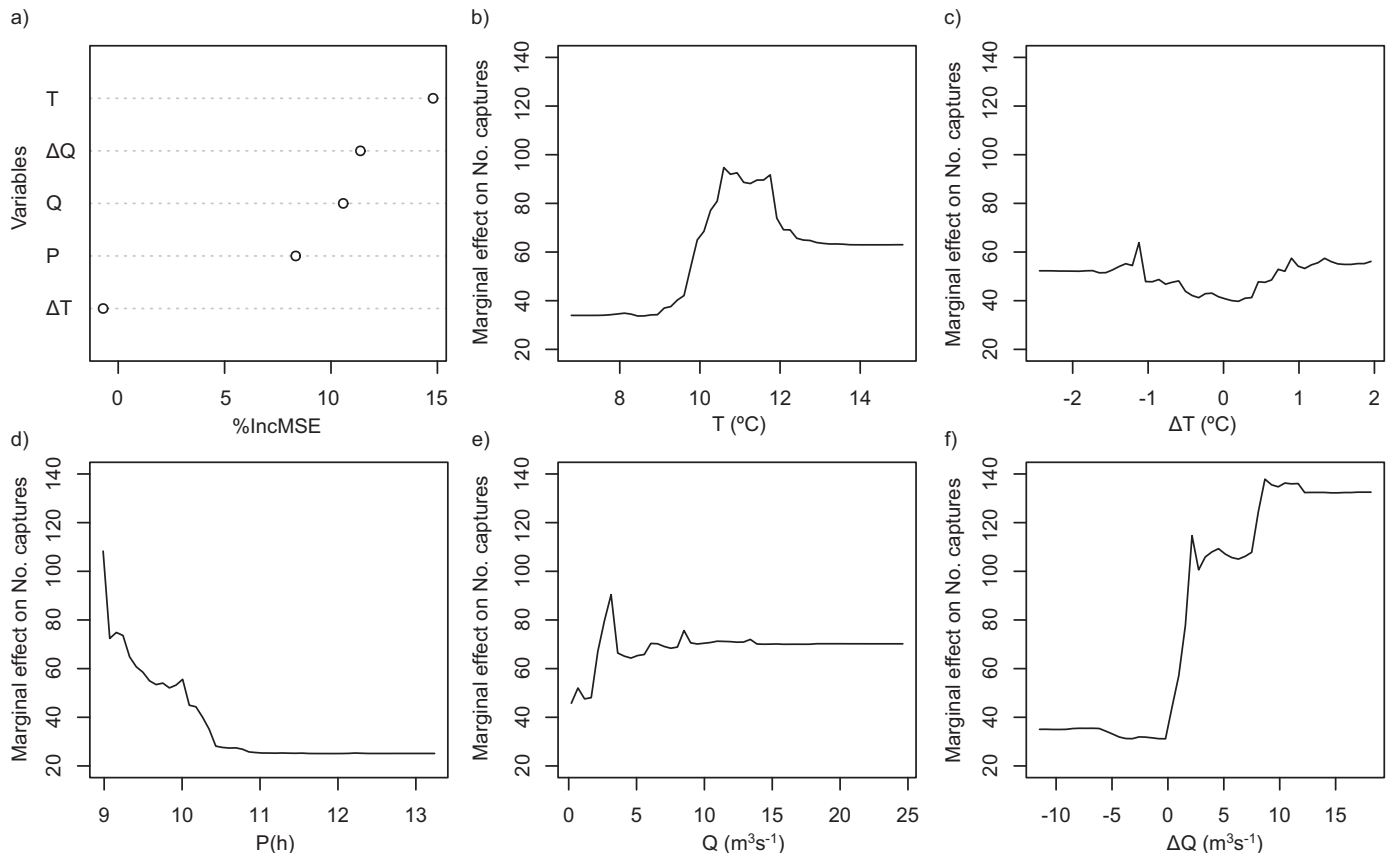 a)
Variables
T
ΔQ
Q
P
ΔT
0 5 10 15
%IncMSE
b)
Marginal effect on No. captures
140
120
100
80
60
40
20
8 10 12 14
T (ºC)
c)
Marginal effect on No. captures
140
120
100
80
60
40
20
-2 -1 0 1 2
ΔT (ºC)
d)
Marginal effect on No. captures
140
120
100
80
60
40
20
9 10 11 12 13
P(h)
e)
Marginal effect on No. captures
140
120
100
80
60
40
20
0 5 10 15 20 25
Q (m³s⁻¹)
f)
Marginal effect on No. captures
140
120
100
80
60
40
20
-10 -5 0 5 10 15
ΔQ (m³s⁻¹)